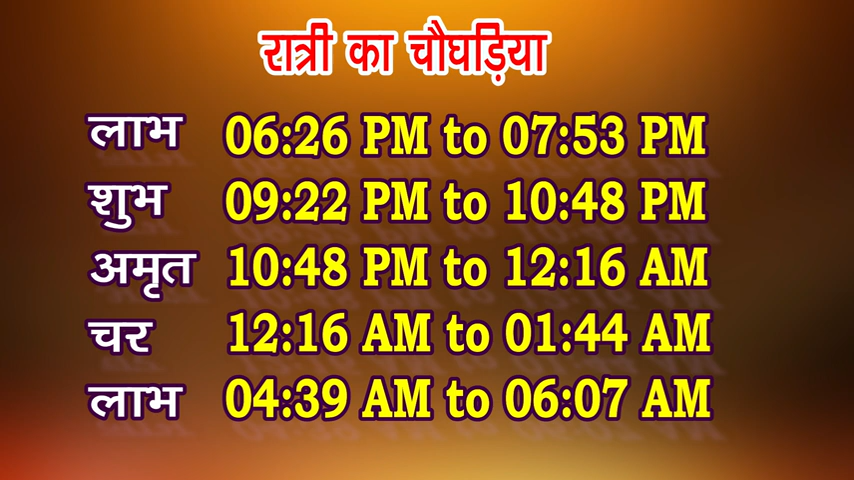 रात्री का चौघड़िया
लाभ 06:26 PM to 07:53 PM
शुभ 09:22 PM to 10:48 PM
अमृत 10:48 PM to 12:16 AM
चर 12:16 AM to 01:44 AM
लाभ 04:39 AM to 06:07 AM